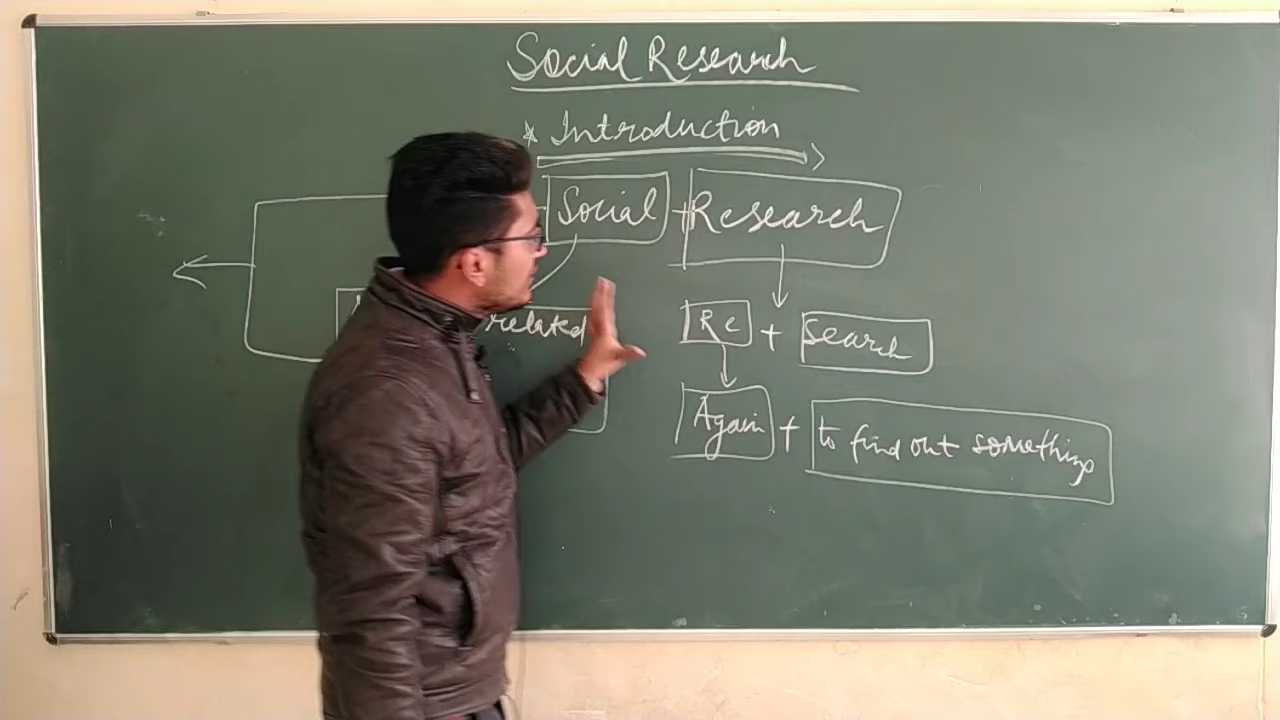 Social Research
* Introduction
Social + Research
related
Re + Search
Again + to find out something